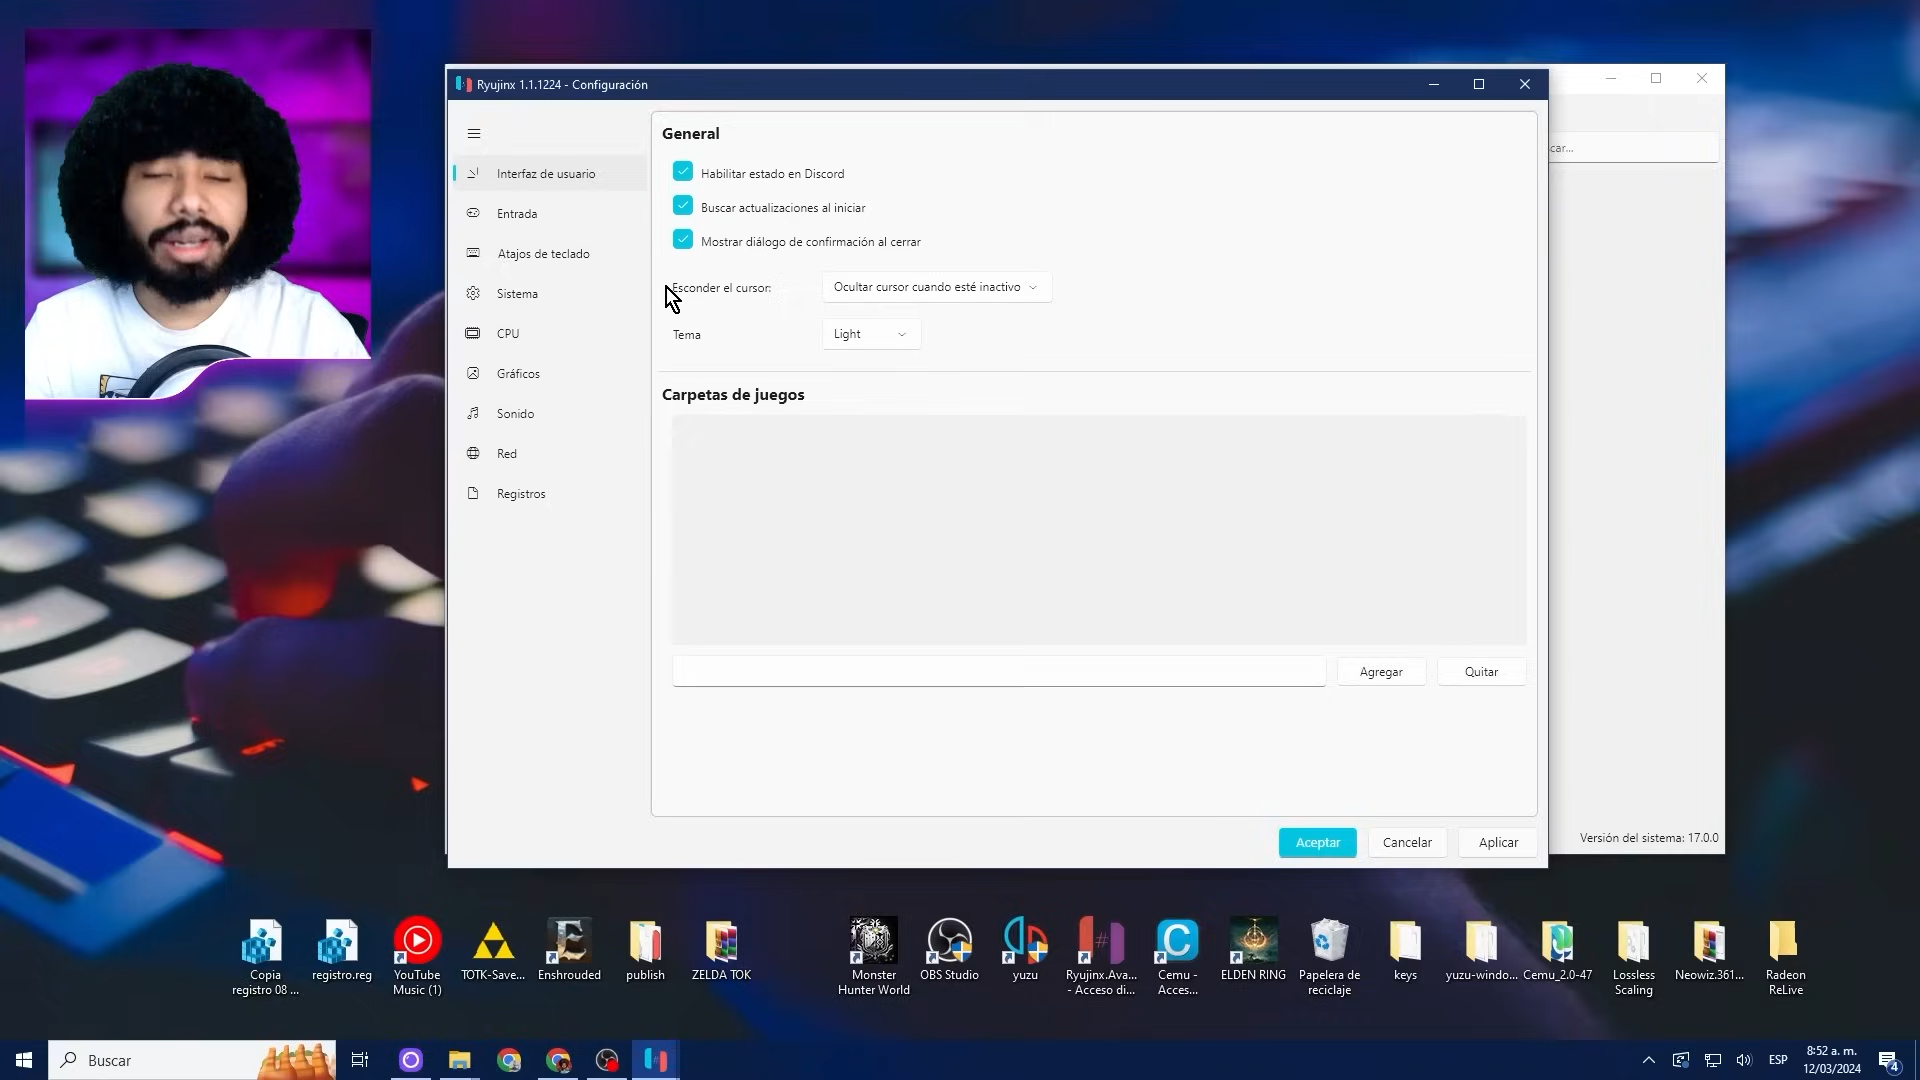 Ryujinx 1.1.1224 - Configuración
General
Interfaz de usuario
Entrada
Atajos de teclado
Sistema
CPU
Gráficos
Sonido
Red
Registros
Habilitar estado en Discord
Buscar actualizaciones al iniciar
Mostrar diálogo de confirmación al cerrar
Esconder el cursor:
Ocultar cursor cuando esté inactivo
Tema
Light
Carpetas de juegos
Agregar
Quitar
Aceptar
Cancelar
Aplicar
car...
Versión del sistema: 17.0.0
Copia
registro 08 ...
registro.reg
YouTube
Music (1)
TOTK-Save...
Enshrouded
publish
ZELDA TOK
Monster
Hunter World
OBS Studio
yuzu
Ryujinx.Ava...
- Acceso di...
Cemu -
Acces...
ELDEN RING
Papelera de
reciclaje
keys
yuzu-windo...
Cemu_2.0-47
Lossless
Scaling
Neowiz.361...
Radeon
ReLive
Buscar
ESP
8:52 a. m.
12/03/2024
4